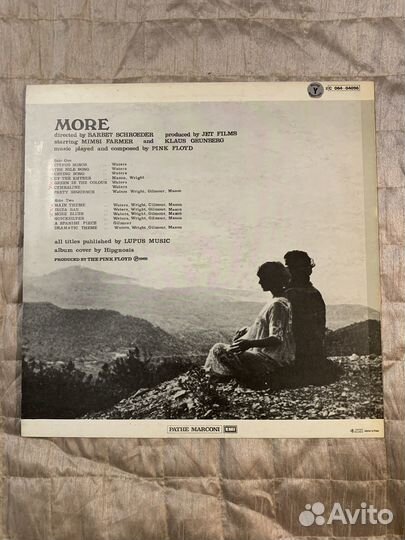 Y 2C 064 - 04096
MORE
directed by BARBET SCHROEDER produced by JET FILMS
starring MIMSI FARMER and KLAUS GRUNBERG
music played and composed by PINK FLOYD
Side One
CIRRUS MINOR .. Waters
THE NILE SONG .. Waters
CRYING SONG .. Waters
UP THE KHYBER .. Mason, Wright
GREEN IS THE COLOUR .. Waters
CYMBALINE .. Waters
PARTY SEQUENCE .. Waters, Wright, Gilmour, Mason
Side Two
MAIN THEME .. Waters, Wright, Gilmour, Mason
IBIZA BAR .. Waters, Wright, Gilmour, Mason
MORE BLUES .. Waters, Wright, Gilmour, Mason
QUICKSILVER .. Waters, Wright, Gilmour, Mason
A SPANISH PIECE .. Gilmour
DRAMATIC THEME .. Waters, Wright, Gilmour, Mason
all titles published by LUPUS MUSIC
album cover by Hipgnosis
PRODUCED BY THE PINK FLOYD ℗1969
PATHE MARCONI EMI
Avito